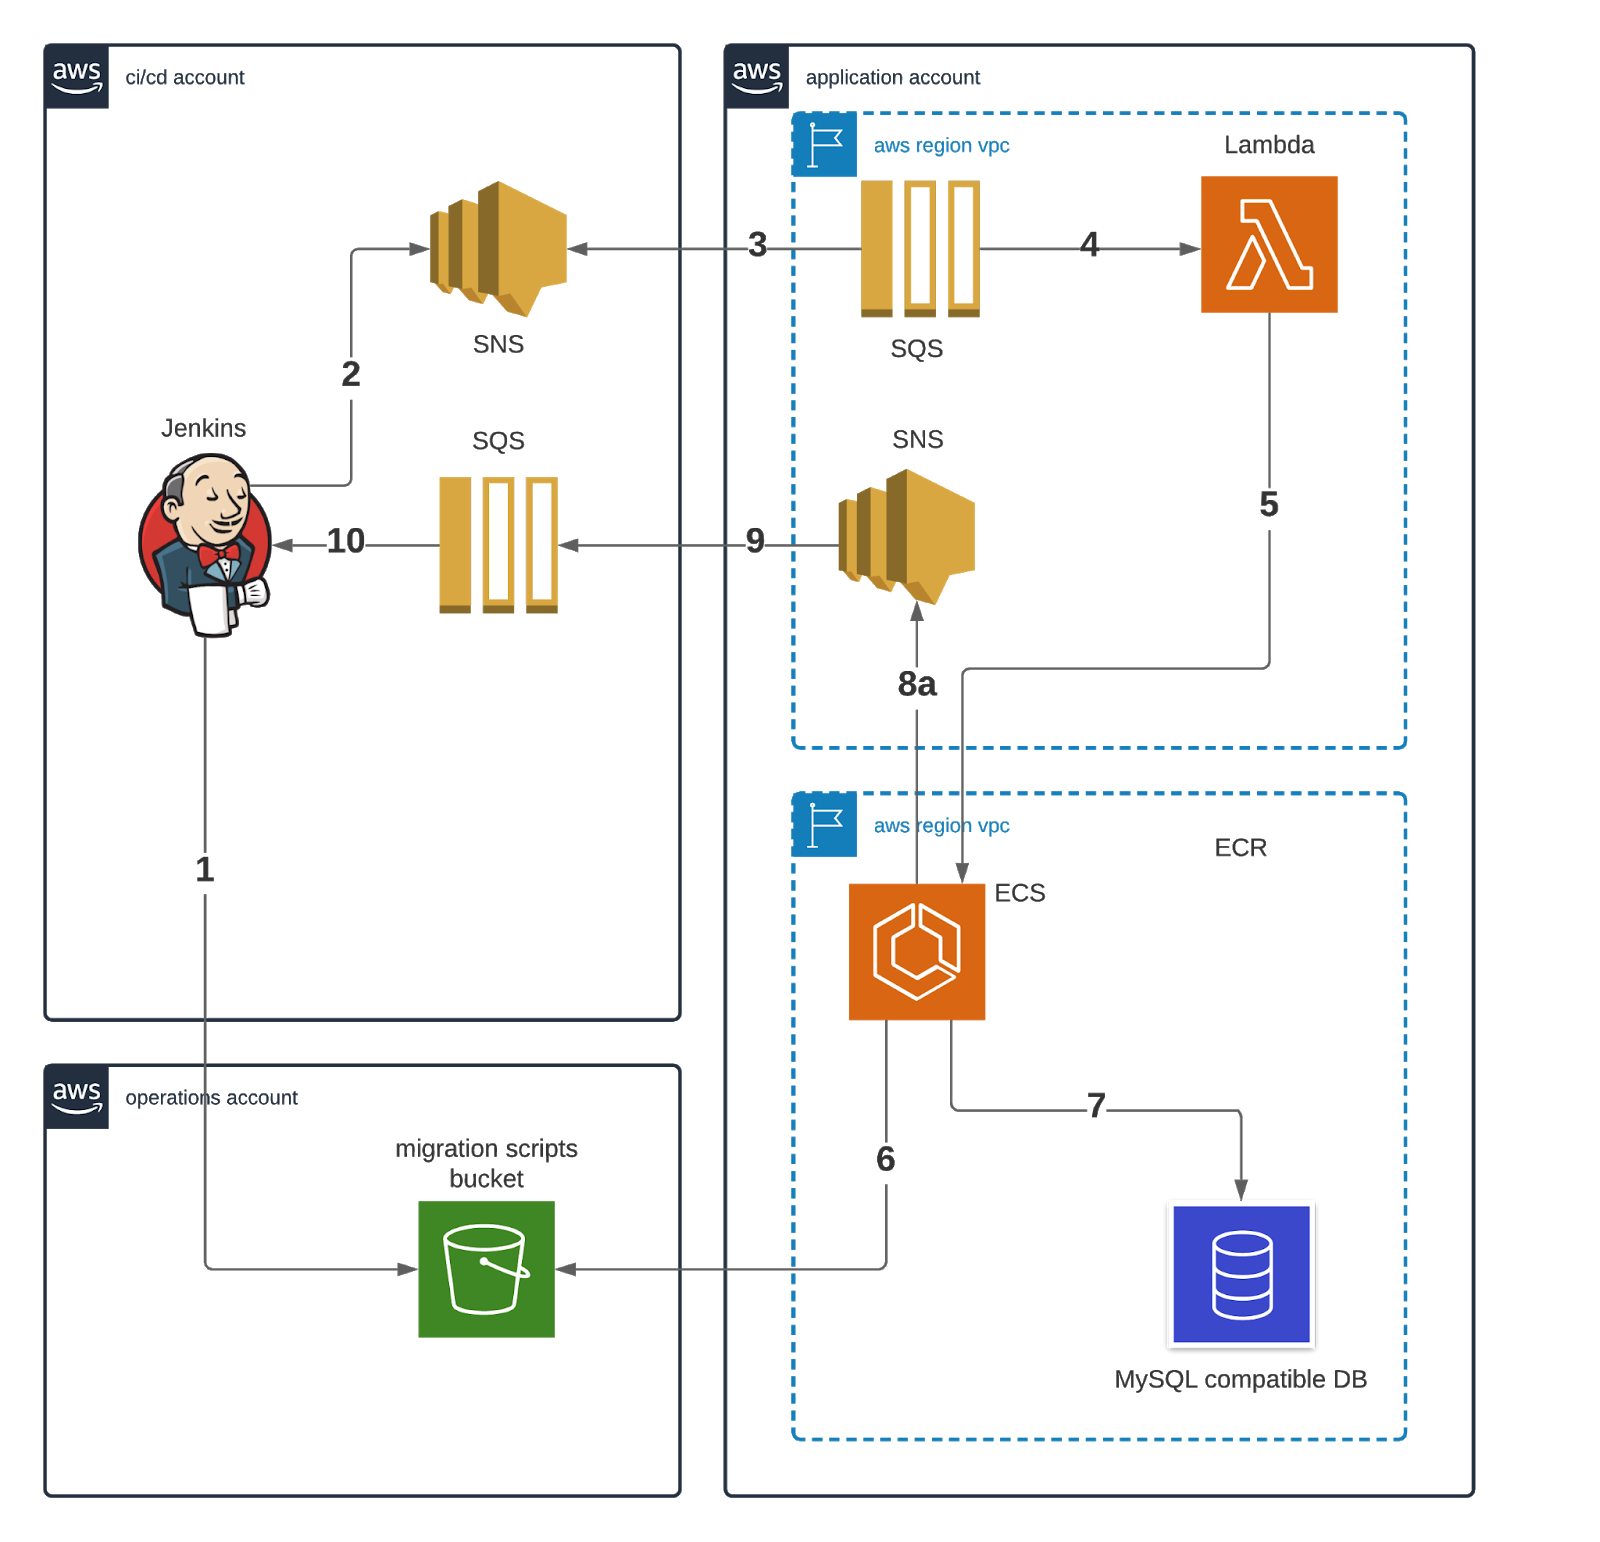 aws
ci/cd account
aws
application account
aws region vpc
Lambda
3
4
SNS
SQS
2
Jenkins
SQS
SNS
5
10
9
8a
aws region vpc
ECR
1
ECS
aws
operations account
7
migration scripts
bucket
6
MySQL compatible DB